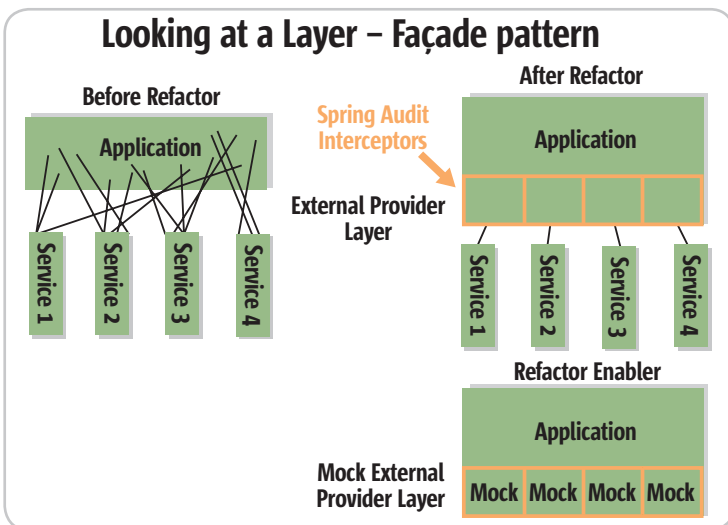 Looking at a Layer – Façade pattern
Before Refactor
Application
Service 1
Service 2
Service 3
Service 4
After Refactor
Spring Audit
Interceptors
Application
External Provider
Layer
Service 1
Service 2
Service 3
Service 4
Refactor Enabler
Application
Mock External
Provider Layer
Mock Mock Mock Mock